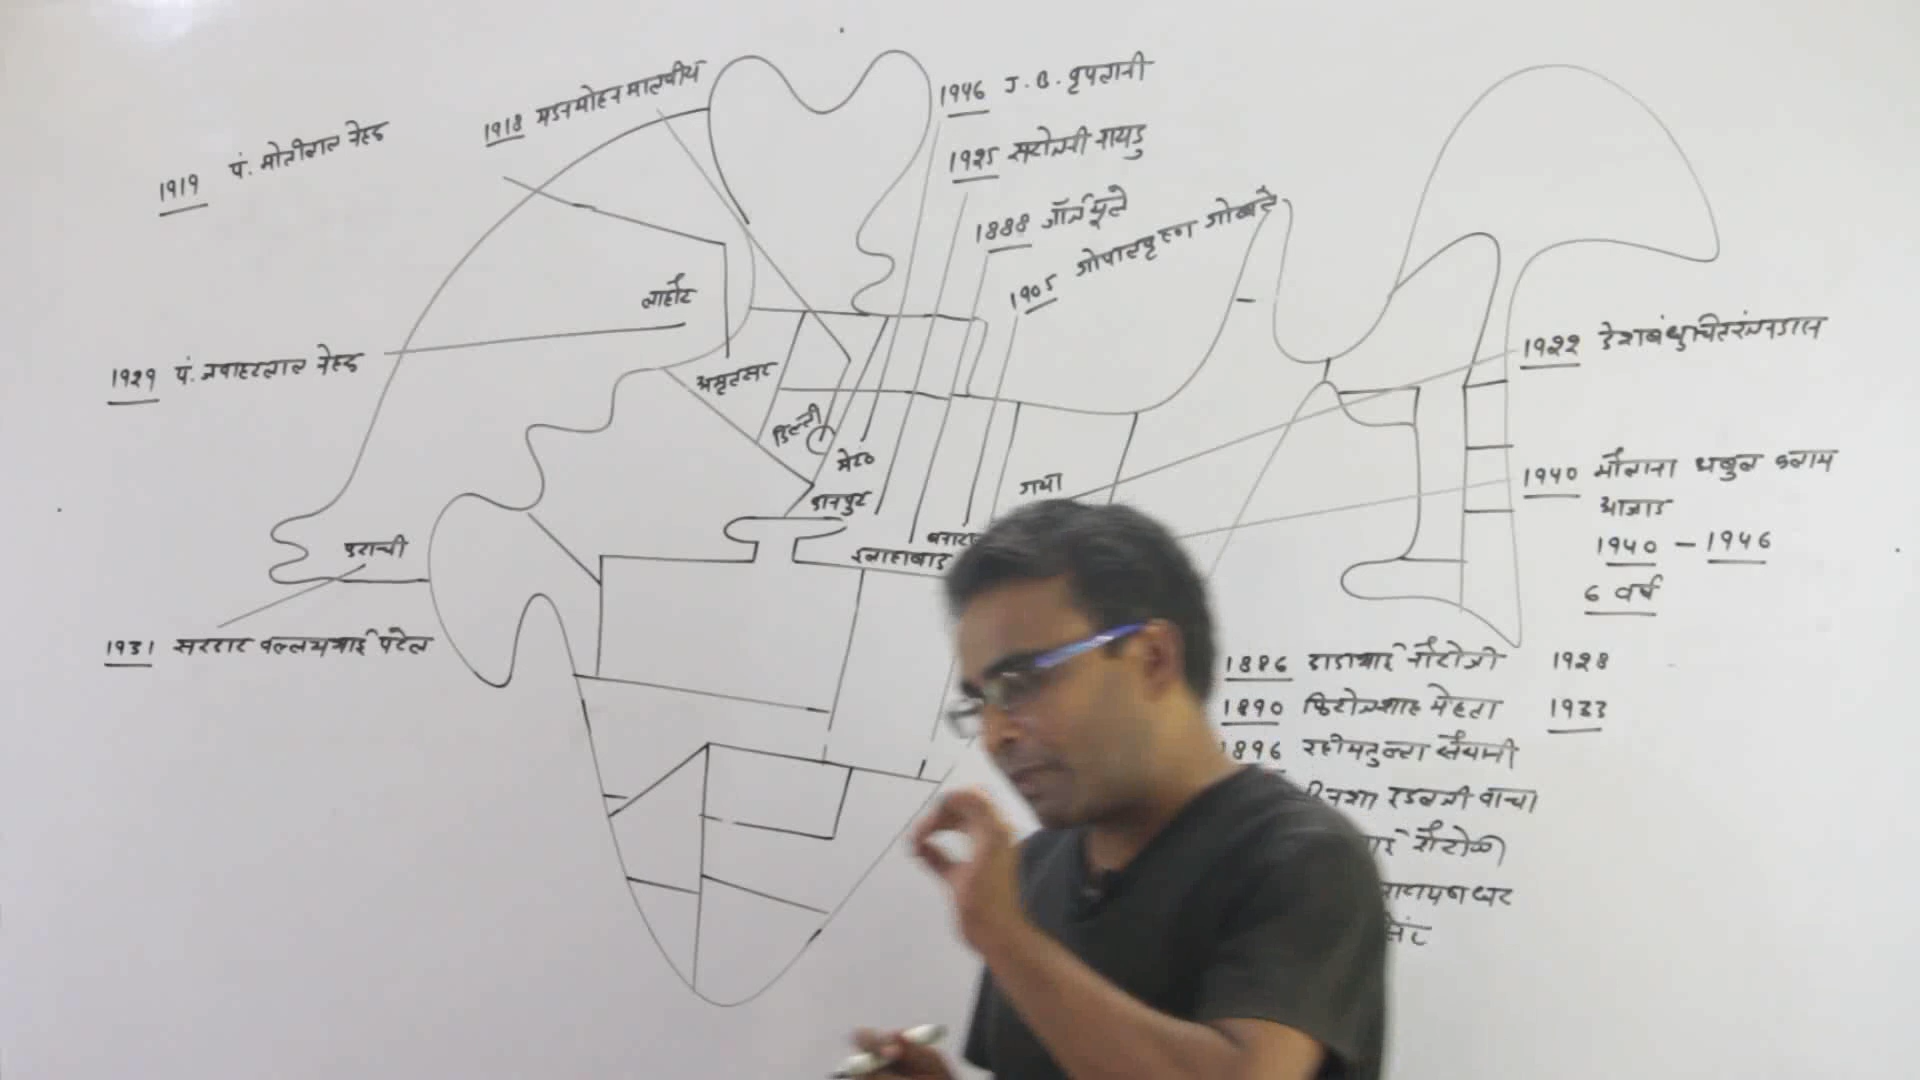 1919 पं. मोतीलाल नेहरू
1918 मदनमोहन मालवीय
1946 J. B. कृपलानी
1925 सरोजनी नायडु
1888 जॉर्ज यूले
1905 गोपालकृष्ण गोखले
लाहौर
1929 पं. जवाहरलाल नेहरू
अमृतसर
दिल्ली
मेरठ
कानपुर
गया
इलाहाबाद
कराची
1931 सरदार वल्लभभाई पटेल
1922 देशबंधु चितरंजनदास
1940 मौलाना अबुल कलाम
आजाद
1940 – 1946
6 वर्ष
1886 दादाभाई नौरोजी 1928
1890 फिरोजशाह मेहता 1933
1896 रहीमतुल्ला सयानी
वाचा